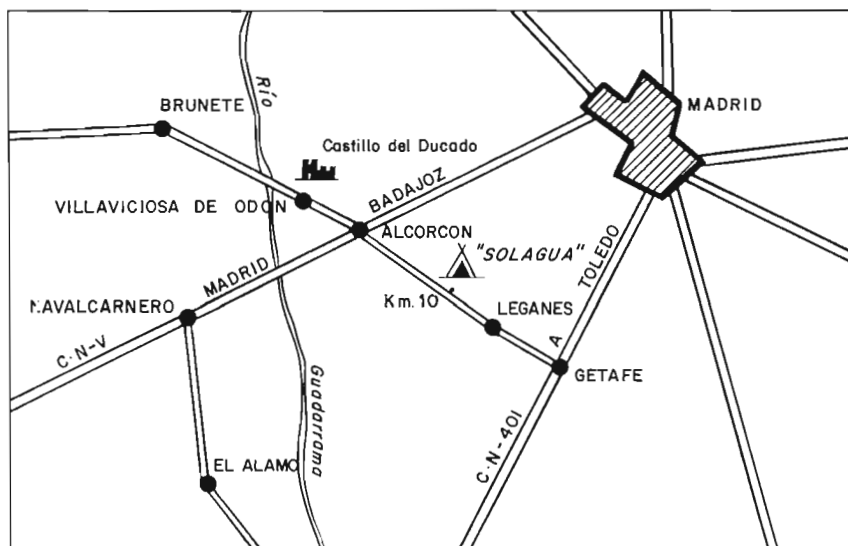 Río
BRUNETE
MADRID
Castillo del Ducado
VILLAVICIOSA DE ODON
BADAJOZ
ALCORCON
"SOLAGUA"
TOLEDO
MADRID
Km. 10
LEGANES
NAVALCARNERO
A
C·N-V
GETAFE
Guadarrama
C·N-401
EL ALAMO